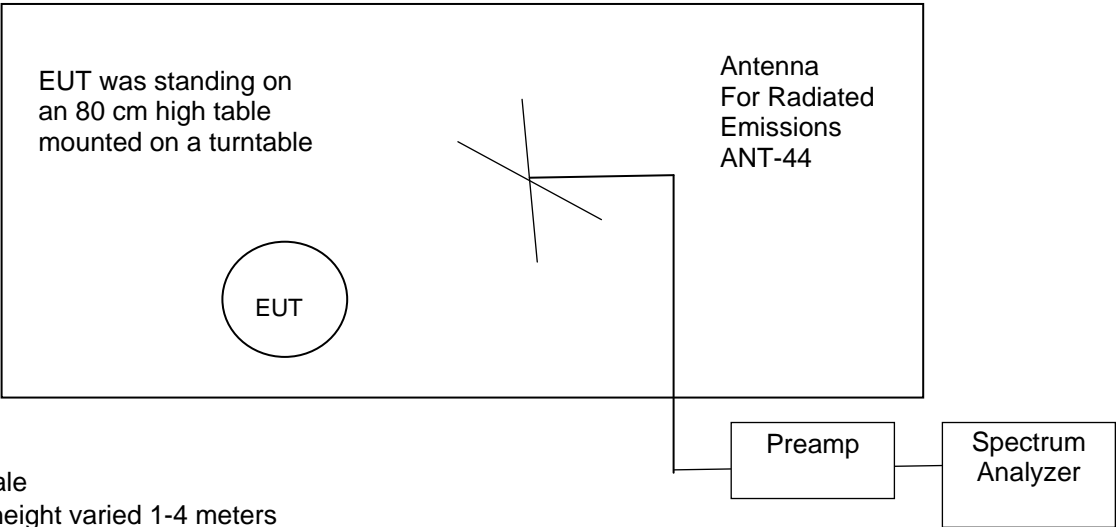 EUT was standing on
an 80 cm high table
mounted on a turntable
Antenna
For Radiated
Emissions
ANT-44
EUT
Preamp
Spectrum
Analyzer
height varied 1-4 meters